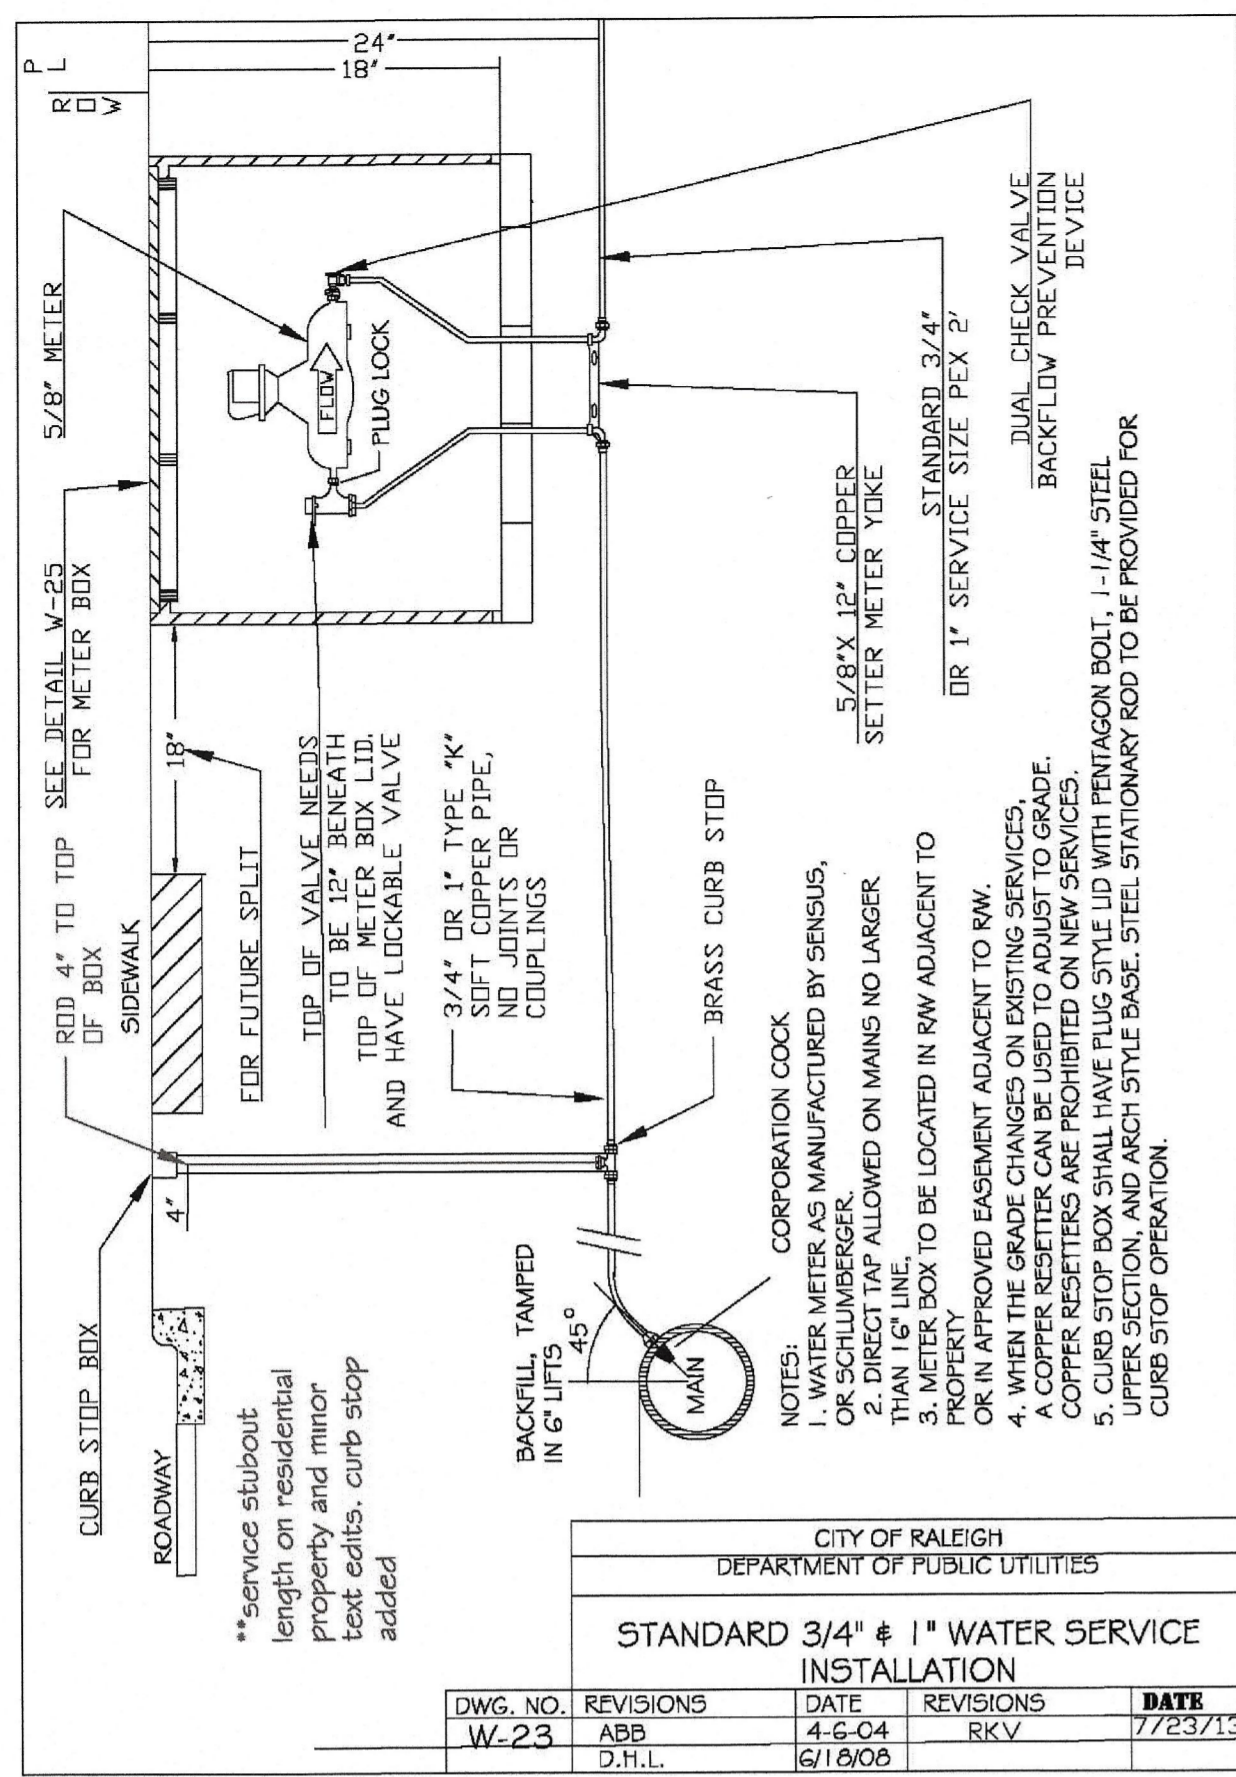 P
L
R
O
W
24"
18"
5/8" METER
SEE DETAIL W-25
FOR METER BOX
ROD 4" TO TOP
OF BOX
SIDEWALK
CURB STOP BOX
ROADWAY
4"
18"
FOR FUTURE SPLIT
FLOW
PLUG LOCK
TOP OF VALVE NEEDS
TO BE 12" BENEATH
TOP OF METER BOX LID.
AND HAVE LOCKABLE VALVE
3/4" OR 1" TYPE "K"
SOFT COPPER PIPE,
NO JOINTS OR
COUPLINGS
**service stubout
length on residential
property and minor
text edits. curb stop
added
BACKFILL, TAMPED
IN 6" LIFTS
45°
MAIN
BRASS CURB STOP
CORPORATION COCK
5/8"X 12" COPPER
SETTER METER YOKE
STANDARD 3/4"
OR 1" SERVICE SIZE PEX 2'
DUAL CHECK VALVE
BACKFLOW PREVENTION
DEVICE
NOTES:
1. WATER METER AS MANUFACTURED BY SENSUS,
OR SCHLUMBERGER.
2. DIRECT TAP ALLOWED ON MAINS NO LARGER
THAN 16" LINE,
3. METER BOX TO BE LOCATED IN R/W ADJACENT TO
PROPERTY
OR IN APPROVED EASEMENT ADJACENT TO R/W.
4. WHEN THE GRADE CHANGES ON EXISTING SERVICES,
A COPPER RESETTER CAN BE USED TO ADJUST TO GRADE.
COPPER RESETTERS ARE PROHIBITED ON NEW SERVICES.
5. CURB STOP BOX SHALL HAVE PLUG STYLE LID WITH PENTAGON BOLT, 1-1/4" STEEL
UPPER SECTION, AND ARCH STYLE BASE. STEEL STATIONARY ROD TO BE PROVIDED FOR
CURB STOP OPERATION.
CITY OF RALEIGH
DEPARTMENT OF PUBLIC UTILITIES
STANDARD 3/4" & 1" WATER SERVICE
INSTALLATION
DWG. NO. REVISIONS DATE REVISIONS DATE
W-23 ABB 4-6-04 RKV 7/23/13
D.H.L. 6/18/08